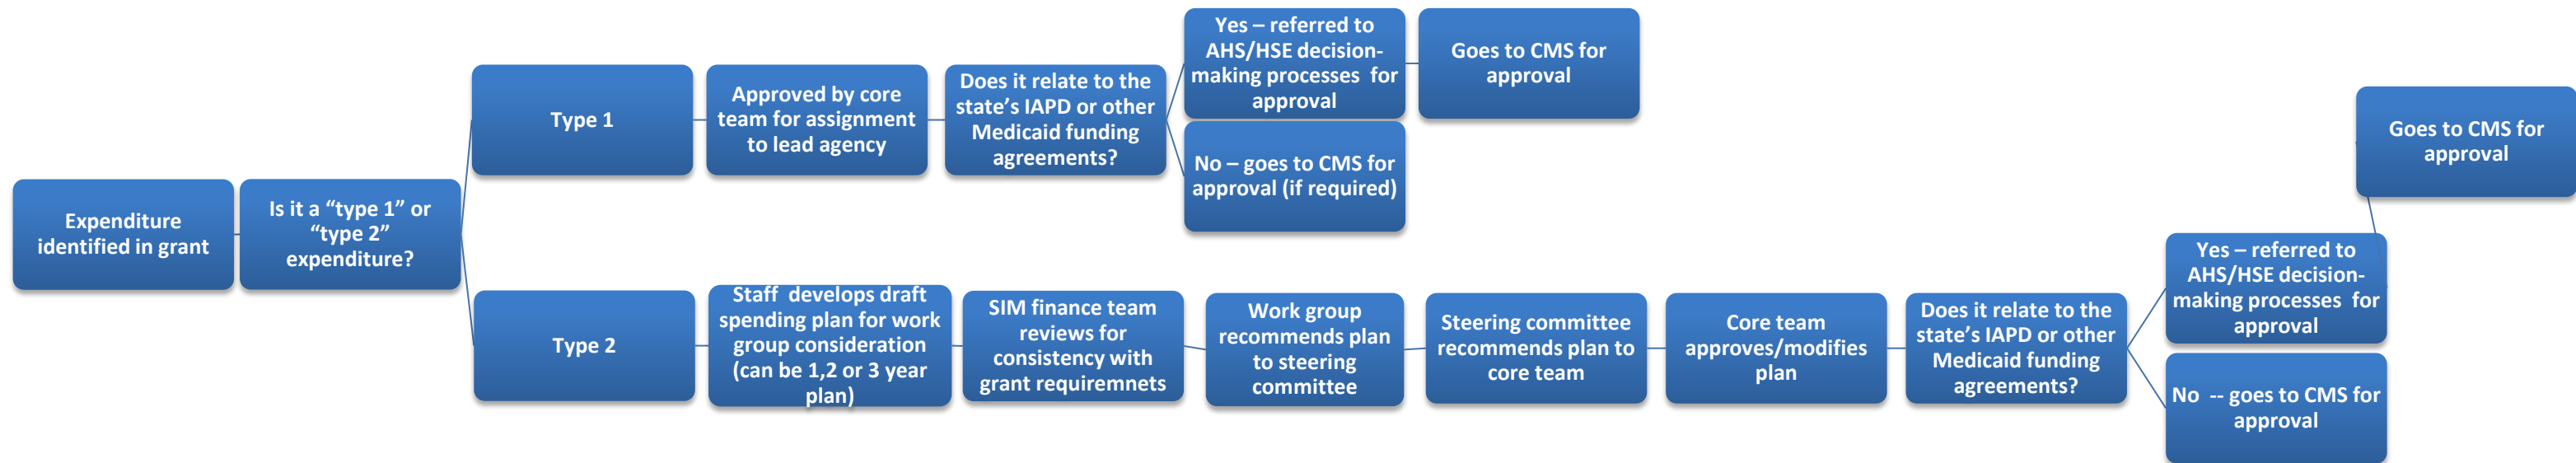 Expenditure
identified in grant
Is it a “type 1” or
“type 2”
expenditure?
Type 1
Approved by core
team for assignment
to lead agency
Does it relate to the
state’s IAPD or other
Medicaid funding
agreements?
Yes – referred to
AHS/HSE decision-
making processes for
approval
Goes to CMS for
approval
No – goes to CMS for
approval (if required)
Type 2
Staff develops draft
spending plan for work
group consideration
(can be 1,2 or 3 year
plan)
SIM finance team
reviews for
consistency with
grant requiremnets
Work group
recommends plan
to steering
committee
Steering committee
recommends plan to
core team
Core team
approves/modifies
plan
Does it relate to the
state’s IAPD or other
Medicaid funding
agreements?
Yes – referred to
AHS/HSE decision-
making processes for
approval
Goes to CMS for
approval
No -- goes to CMS for
approval